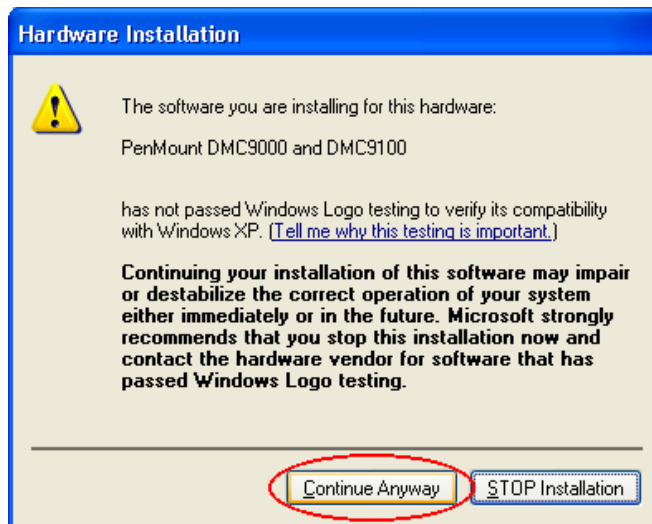 Hardware Installation
The software you are installing for this hardware:
PenMount DMC9000 and DMC9100
has not passed Windows Logo testing to verify its compatibility
with Windows XP. (Tell me why this testing is important.)
Continuing your installation of this software may impair
or destabilize the correct operation of your system
either immediately or in the future. Microsoft strongly
recommends that you stop this installation now and
contact the hardware vendor for software that has
passed Windows Logo testing.
Continue Anyway STOP Installation